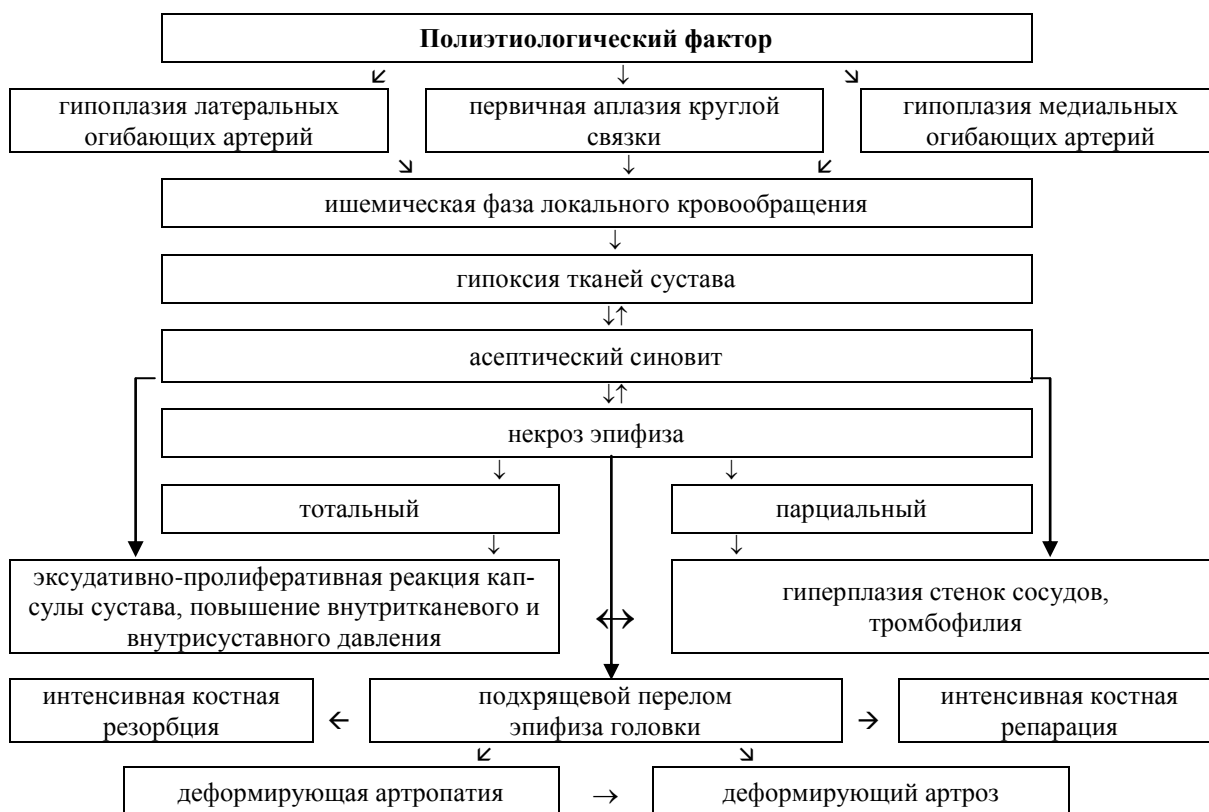 Полиэтиологический фактор
↙ ↓ ↘
гипоплазия латеральных
огибающих артерий
первичная аплазия круглой
связки
гипоплазия медиальных
огибающих артерий
↘ ↓ ↙
ишемическая фаза локального кровообращения
↓
гипоксия тканей сустава
↓↑
асептический синовит
↓↑
некроз эпифиза
↓ ↓
тотальный
парциальный
↓ ↓
эксудативно-пролиферативная реакция кап-
сулы сустава, повышение внутритканевого и
внутрисуставного давления
↔
гиперплазия стенок сосудов,
тромбофилия
интенсивная костная
резорбция
←
подхрящевой перелом
эпифиза головки
→
интенсивная костная
репарация
↙ ↘
деформирующая артропатия
→
деформирующий артроз